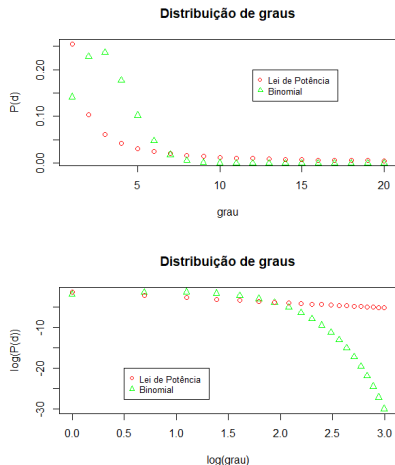 Distribuição de graus
P(d)
0.00
0.10
0.20
Lei de Potência
Binomial
5
10
15
20
grau
Distribuição de graus
log(P(d))
-30
-20
-10
Lei de Potência
Binomial
0.0
0.5
1.0
1.5
2.0
2.5
3.0
log(grau)